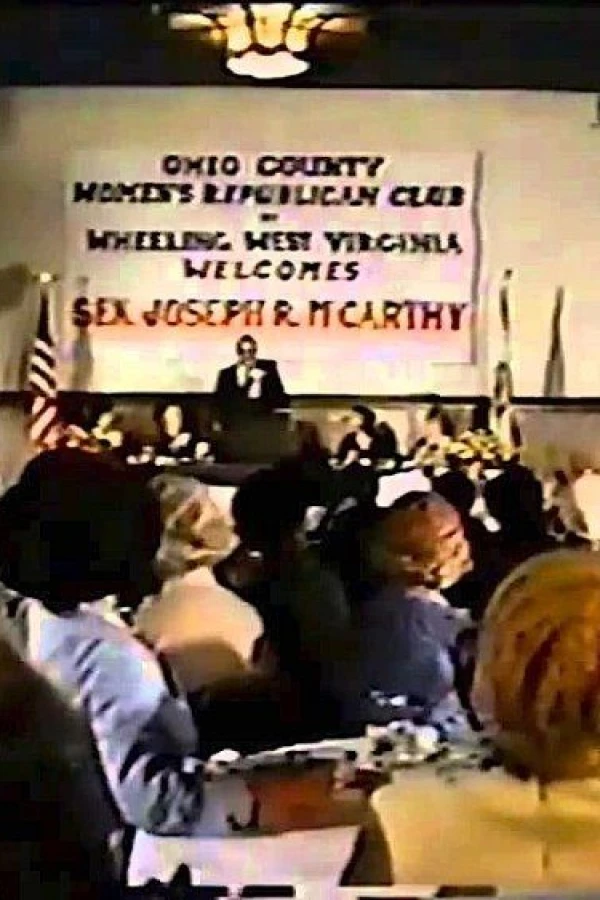 OHIO COUNTY
WOMEN'S REPUBLICAN CLUB
WHEELING, WEST VIRGINIA
WELCOMES
SEN. JOSEPH R. MCCARTHY